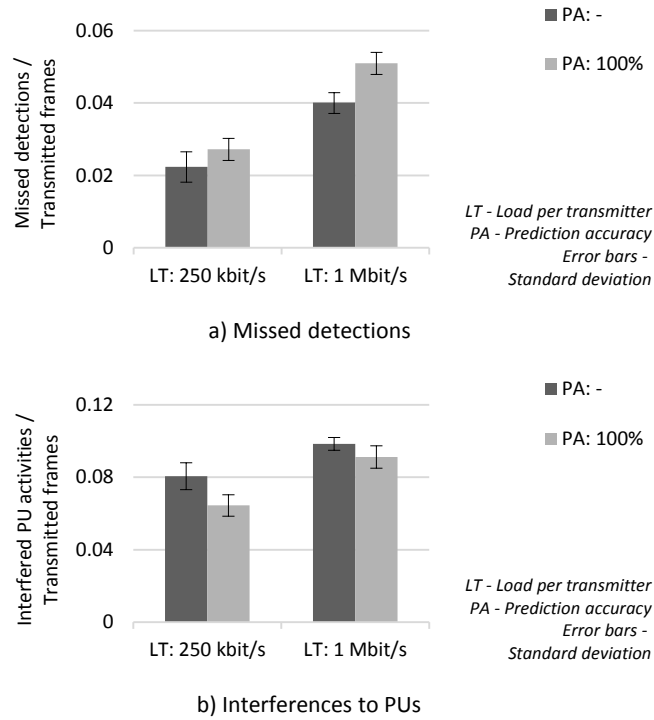 Missed detections /
Transmitted frames
0.06
0.04
0.02
0
LT: 250 kbit/s
LT: 1 Mbit/s
PA: -
PA: 100%
LT - Load per transmitter
PA - Prediction accuracy
Error bars -
Standard deviation
a) Missed detections
Interfered PU activities /
Transmitted frames
0.12
0.08
0.04
0
LT: 250 kbit/s
LT: 1 Mbit/s
PA: -
PA: 100%
LT - Load per transmitter
PA - Prediction accuracy
Error bars -
Standard deviation
b) Interferences to PUs